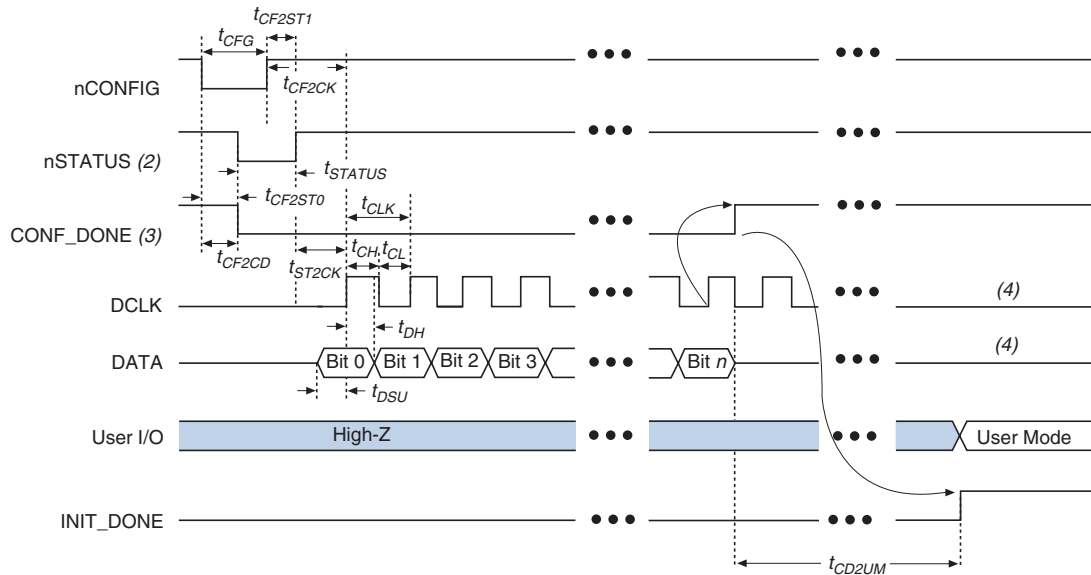 tCF2ST1
tCFG
tCF2CK
nCONFIG
nSTATUS (2)
tSTATUS
tCF2ST0
tCLK
CONF_DONE (3)
tCF2CD
tST2CK
tCH
tCL
DCLK
(4)
tDH
DATA
Bit 0
Bit 1
Bit 2
Bit 3
Bit n
(4)
tDSU
User I/O
High-Z
User Mode
INIT_DONE
tCD2UM